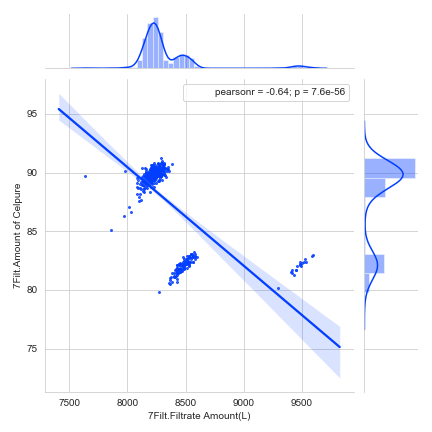 pearsonr = -0.64; p = 7.6e-56
95
90
85
80
75
7Filt.Amount of Celpure
7500 8000 8500 9000 9500
7Filt.Filtrate Amount(L)